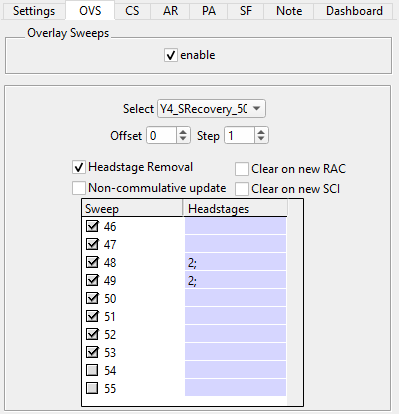 Settings OVS CS AR PA SF Note Dashboard
Overlay Sweeps
enable
Select Y4_SRecovery_50
Offset 0 Step 1
Headstage Removal Clear on new RAC
Non-commulative update Clear on new SCI
Sweep Headstages
46
47
48 2;
49 2;
50
51
52
53
54
55